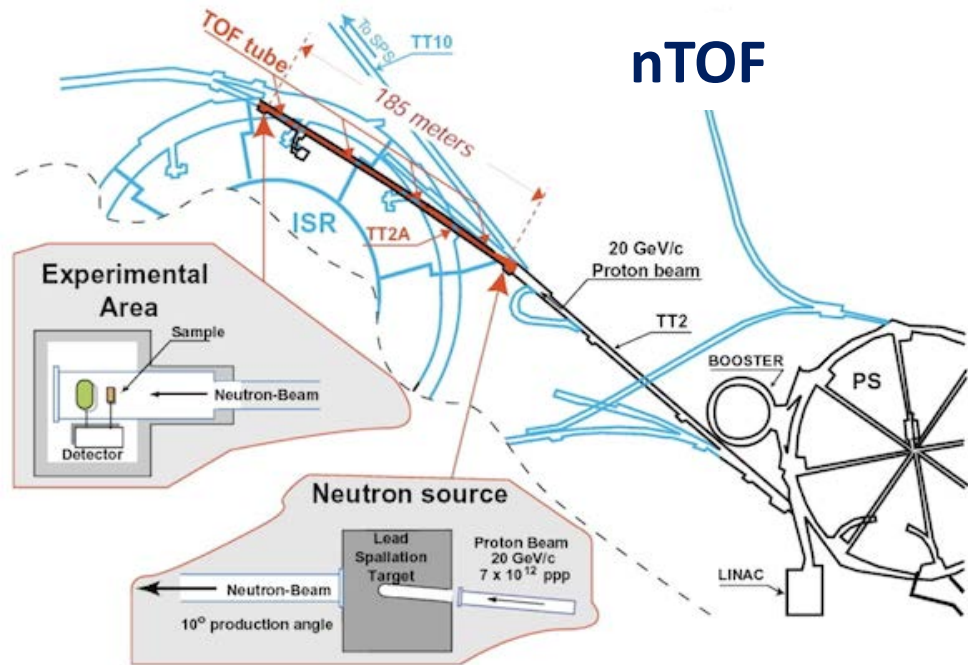 nTOF
To SPS
TT10
TOF tube
185 meters
ISR
TT2A
20 GeV/c
Proton beam
TT2
BOOSTER
PS
LINAC
Experimental
Area
Sample
Neutron-Beam
Detector
Neutron source
Lead
Spallation
Target
Proton Beam
20 GeV/c
7 x 10¹² ppp
Neutron-Beam
10º production angle